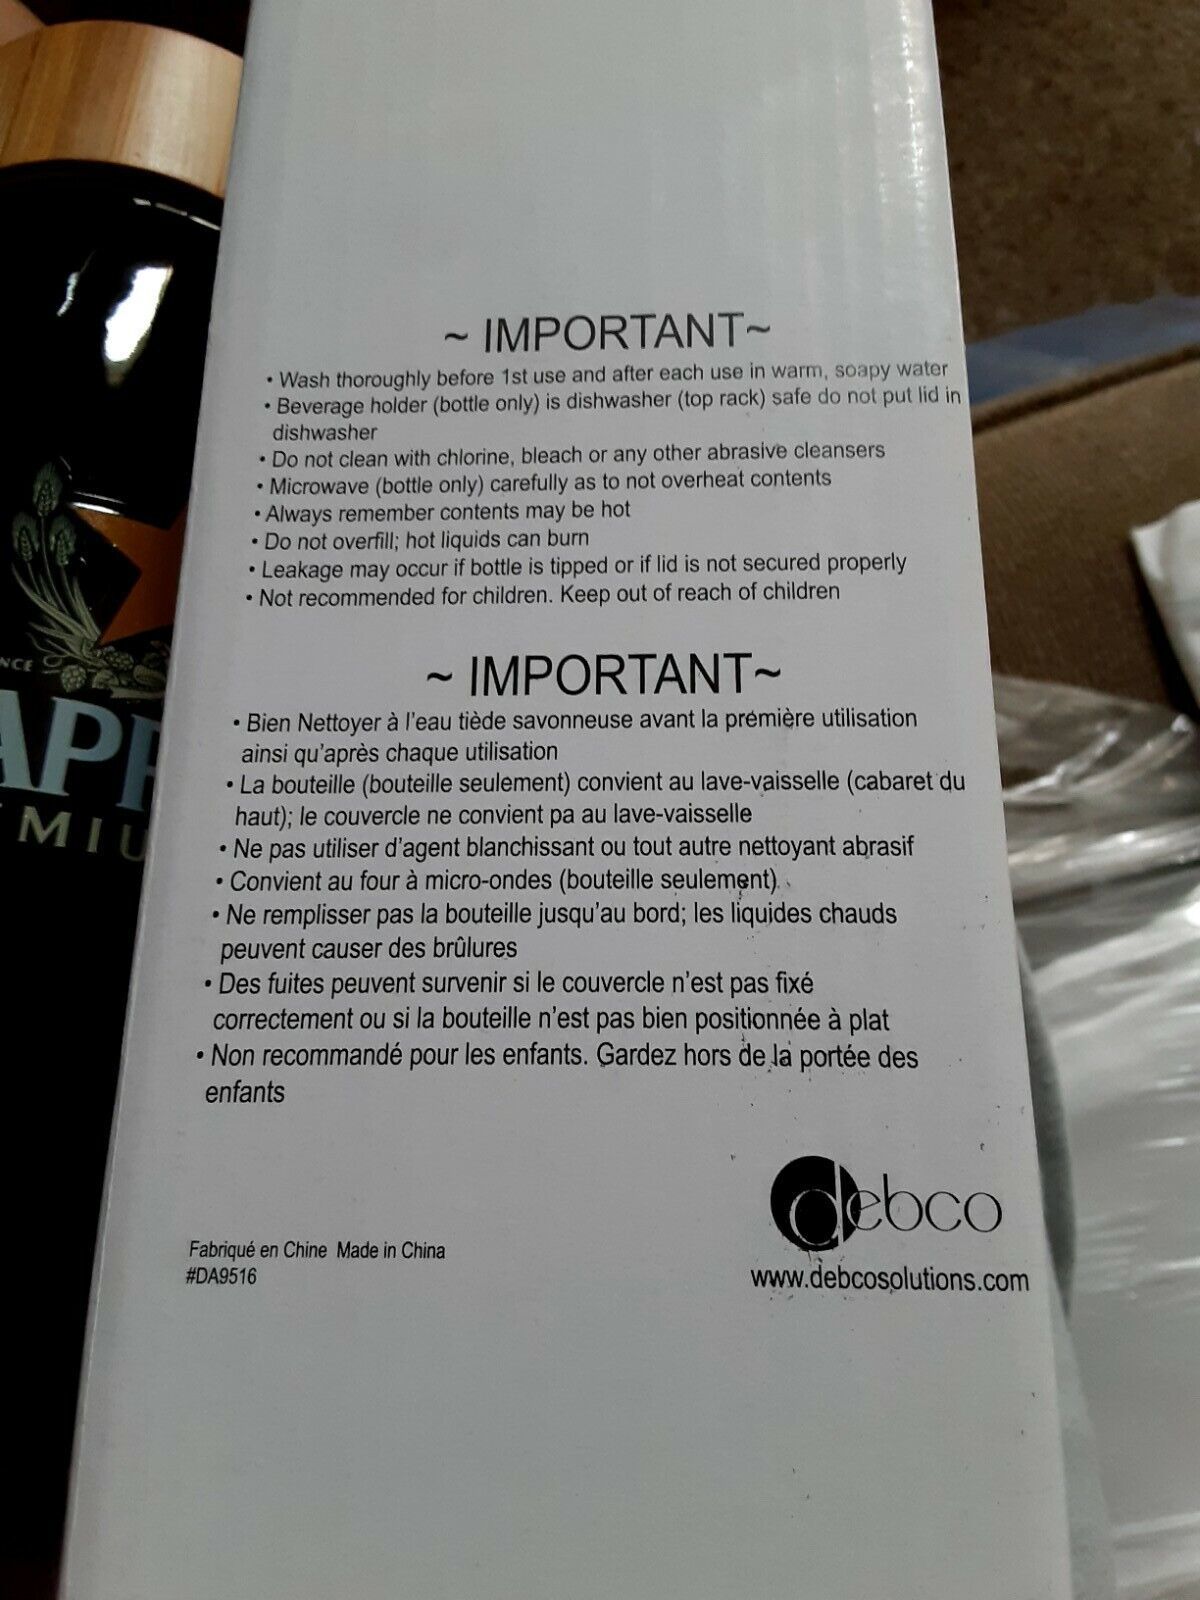 ~ IMPORTANT~
• Wash thoroughly before 1st use and after each use in warm, soapy water
• Beverage holder (bottle only) is dishwasher (top rack) safe do not put lid in
dishwasher
• Do not clean with chlorine, bleach or any other abrasive cleansers
• Microwave (bottle only) carefully as to not overheat contents
• Always remember contents may be hot
• Do not overfill; hot liquids can burn
• Leakage may occur if bottle is tipped or if lid is not secured properly
• Not recommended for children. Keep out of reach of children
~ IMPORTANT~
• Bien Nettoyer à l'eau tiède savonneuse avant la première utilisation
ainsi qu'après chaque utilisation
• La bouteille (bouteille seulement) convient au lave-vaisselle (cabaret du
haut); le couvercle ne convient pa au lave-vaisselle
• Ne pas utiliser d'agent blanchissant ou tout autre nettoyant abrasif
• Convient au four à micro-ondes (bouteille seulement).
• Ne remplisser pas la bouteille jusqu'au bord; les liquides chauds
peuvent causer des brûlures
• Des fuites peuvent survenir si le couvercle n'est pas fixé
correctement ou si la bouteille n'est pas bien positionnée à plat
• Non recommandé pour les enfants. Gardez hors de la portée des
enfants
debco
www.debcosolutions.com
Fabriqué en Chine Made in China
#DA9516